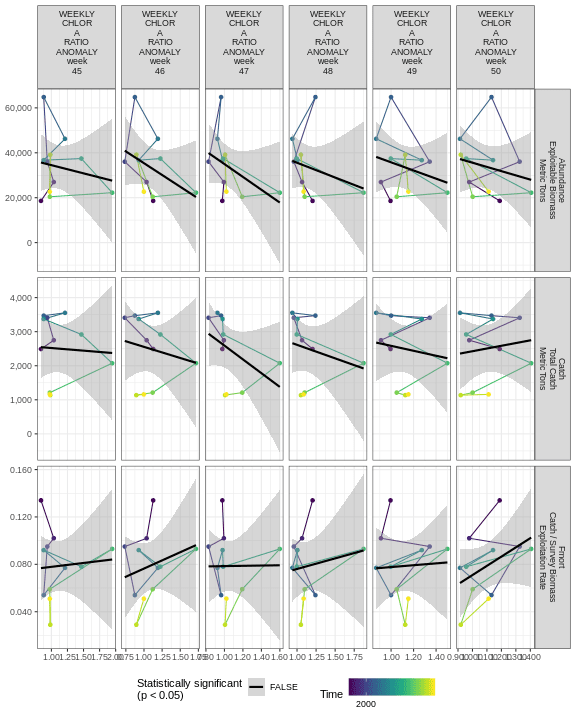 WEEKLY
CHLOR
A
RATIO
ANOMALY
week
45
WEEKLY
CHLOR
A
RATIO
ANOMALY
week
46
WEEKLY
CHLOR
A
RATIO
ANOMALY
week
47
WEEKLY
CHLOR
A
RATIO
ANOMALY
week
48
WEEKLY
CHLOR
A
RATIO
ANOMALY
week
49
WEEKLY
CHLOR
A
RATIO
ANOMALY
week
50
60,000
40,000
20,000
0
Abundance
Exploitable Biomass
Metric Tons
4,000
3,000
2,000
1,000
0
Catch
Total Catch
Metric Tons
0.160
0.120
0.080
0.040
Fmort
Catch / Survey Biomass
Exploitation Rate
1.00 1.25 1.50 1.75 2.00
0.75 1.00 1.25 1.50 1.75
0.80 1.00 1.20 1.40 1.60
1.00 1.25 1.50 1.75
1.00 1.20 1.40
0.90 1.00 1.10 1.20 1.30 1.400
Statistically significant
(p < 0.05)
FALSE
Time
2000